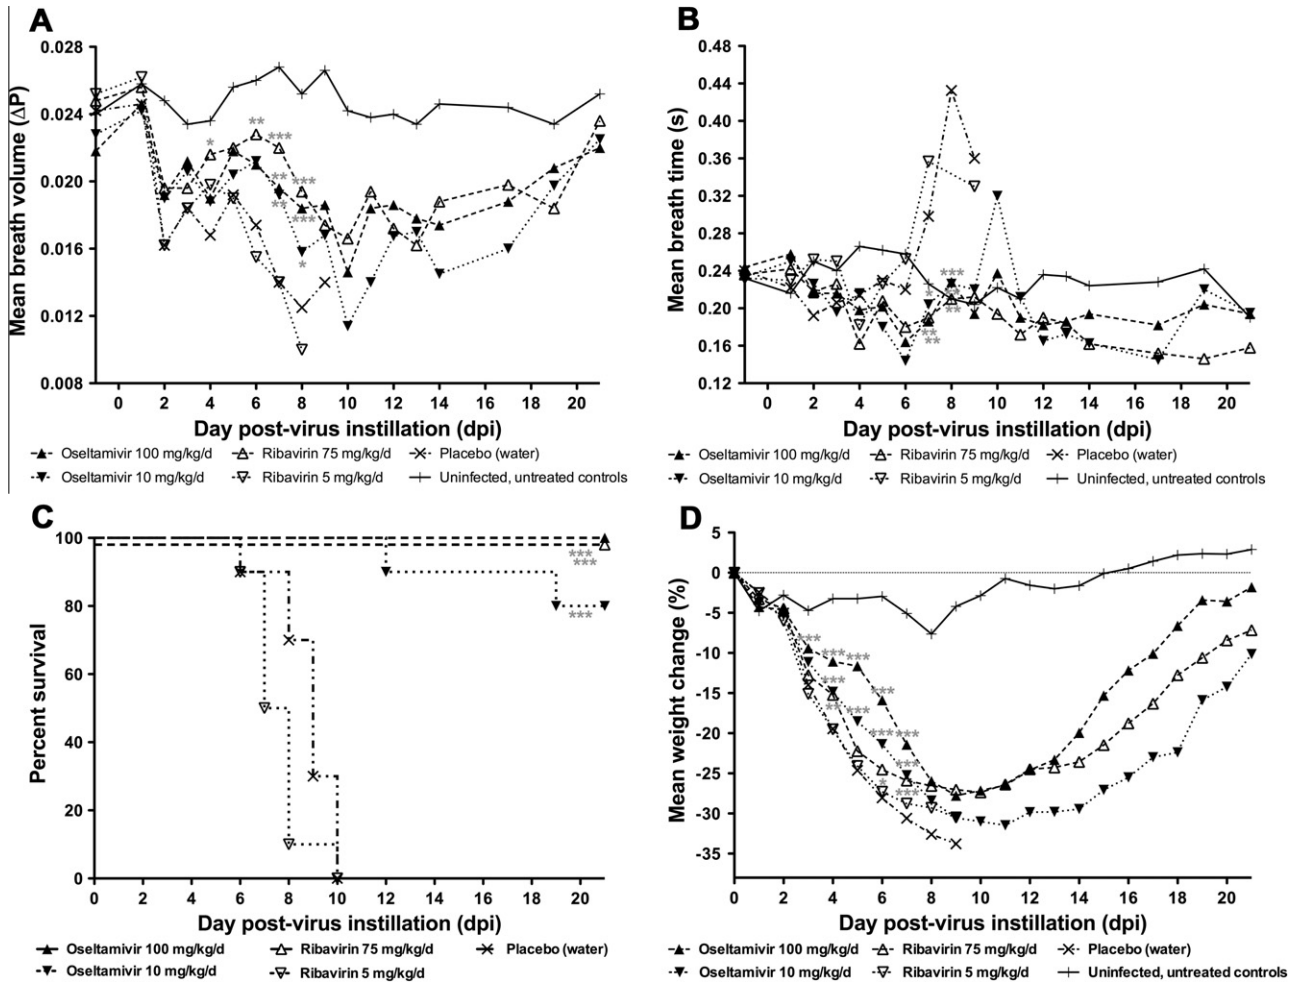 A
Mean breath volume (ΔP)
0.028
0.024
0.020
0.016
0.012
0.008
* ** *** ** ** *** *** *
0 2 4 6 8 10 12 14 16 18 20
Day post-virus instillation (dpi)
Oseltamivir 100 mg/kg/d Ribavirin 75 mg/kg/d Placebo (water)
Oseltamivir 10 mg/kg/d Ribavirin 5 mg/kg/d Uninfected, untreated controls
B
Mean breath time (s)
0.48
0.44
0.40
0.36
0.32
0.28
0.24
0.20
0.16
0.12
* *** ** ** ** **
0 2 4 6 8 10 12 14 16 18 20
Day post-virus instillation (dpi)
Oseltamivir 100 mg/kg/d Ribavirin 75 mg/kg/d Placebo (water)
Oseltamivir 10 mg/kg/d Ribavirin 5 mg/kg/d Uninfected, untreated controls
C
Percent survival
100
80
60
40
20
0
***
***
***
0 2 4 6 8 10 12 14 16 18 20
Day post-virus instillation (dpi)
Oseltamivir 100 mg/kg/d Ribavirin 75 mg/kg/d Placebo (water)
Oseltamivir 10 mg/kg/d Ribavirin 5 mg/kg/d
D
Mean weight change (%)
5
0
-5
-10
-15
-20
-25
-30
-35
*** *** *** *** *** ** *** *** *** *** * ***
0 2 4 6 8 10 12 14 16 18 20
Day post-virus instillation (dpi)
Oseltamivir 100 mg/kg/d Ribavirin 75 mg/kg/d Placebo (water)
Oseltamivir 10 mg/kg/d Ribavirin 5 mg/kg/d Uninfected, untreated controls